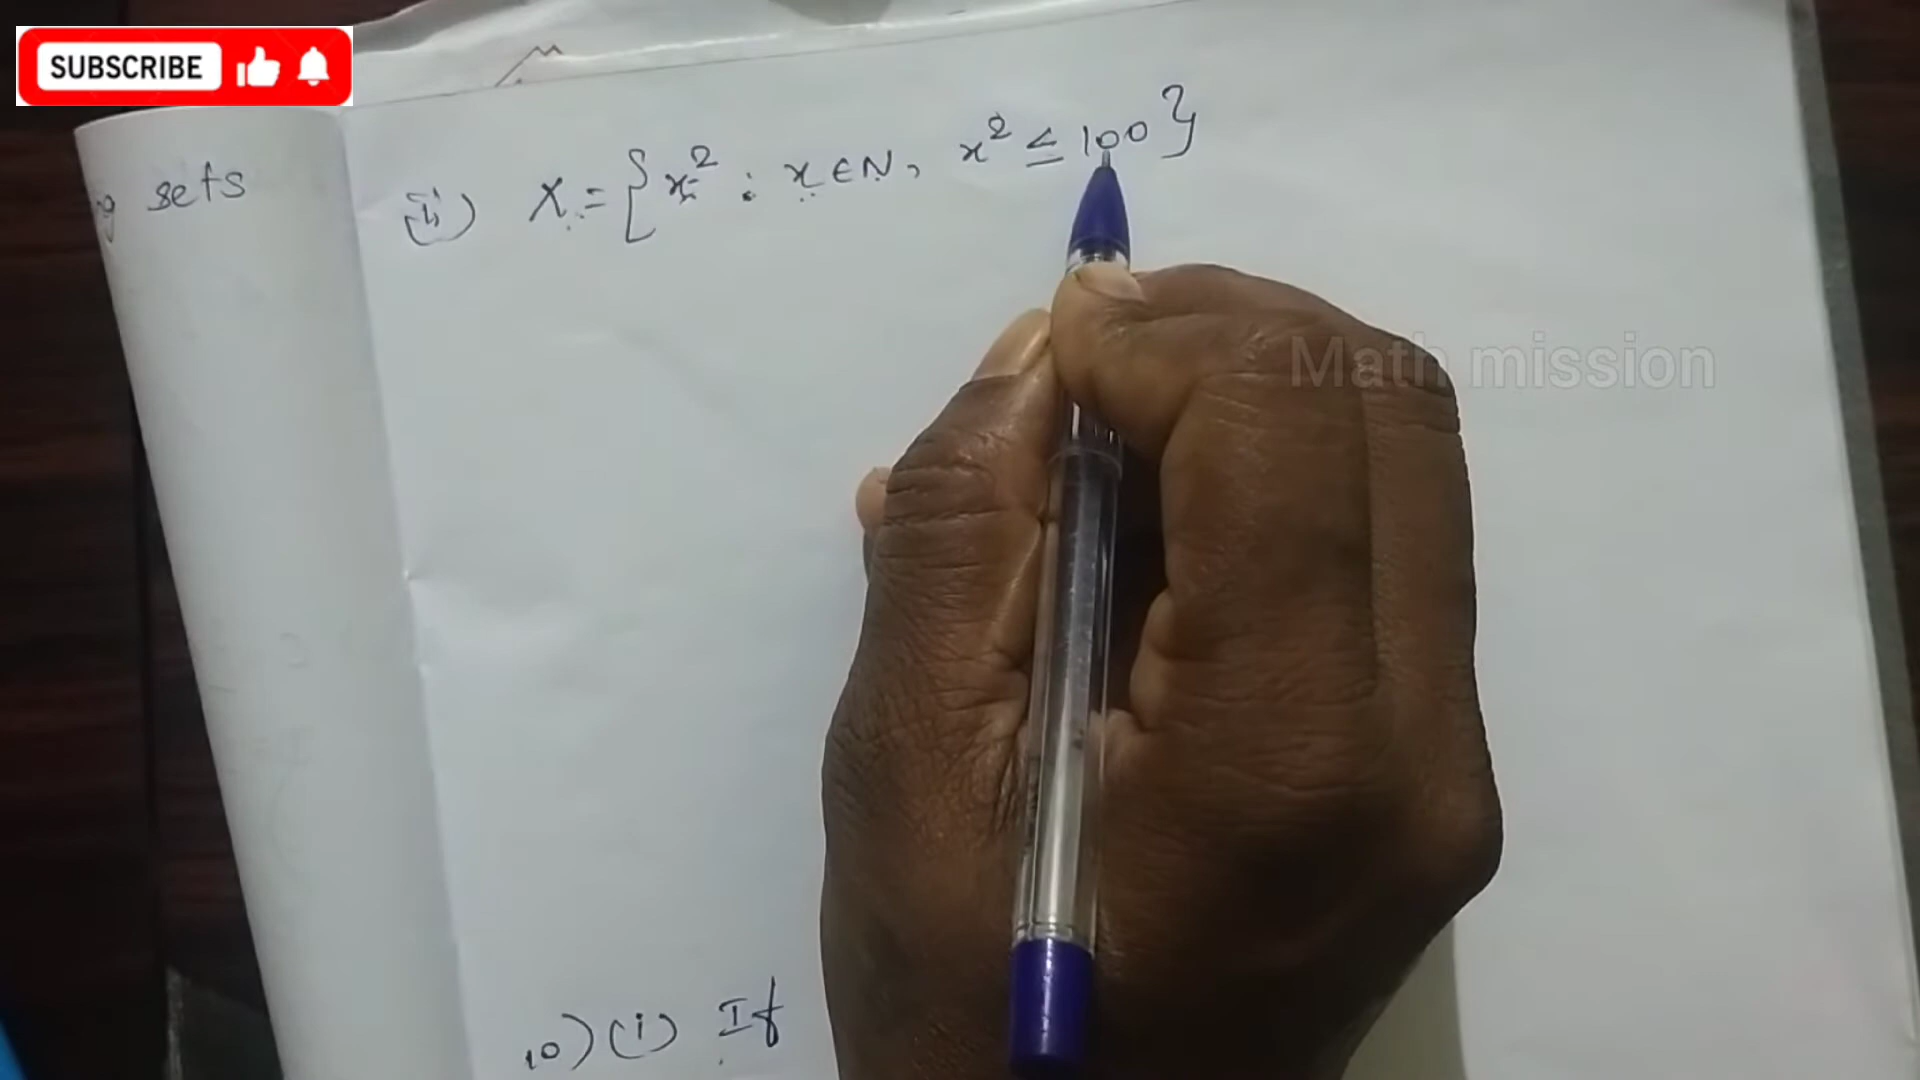 SUBSCRIBE
sets
(ii) X = { x² : x ∈ N, x² ≤ 100 }
Math mission
10) (i) If